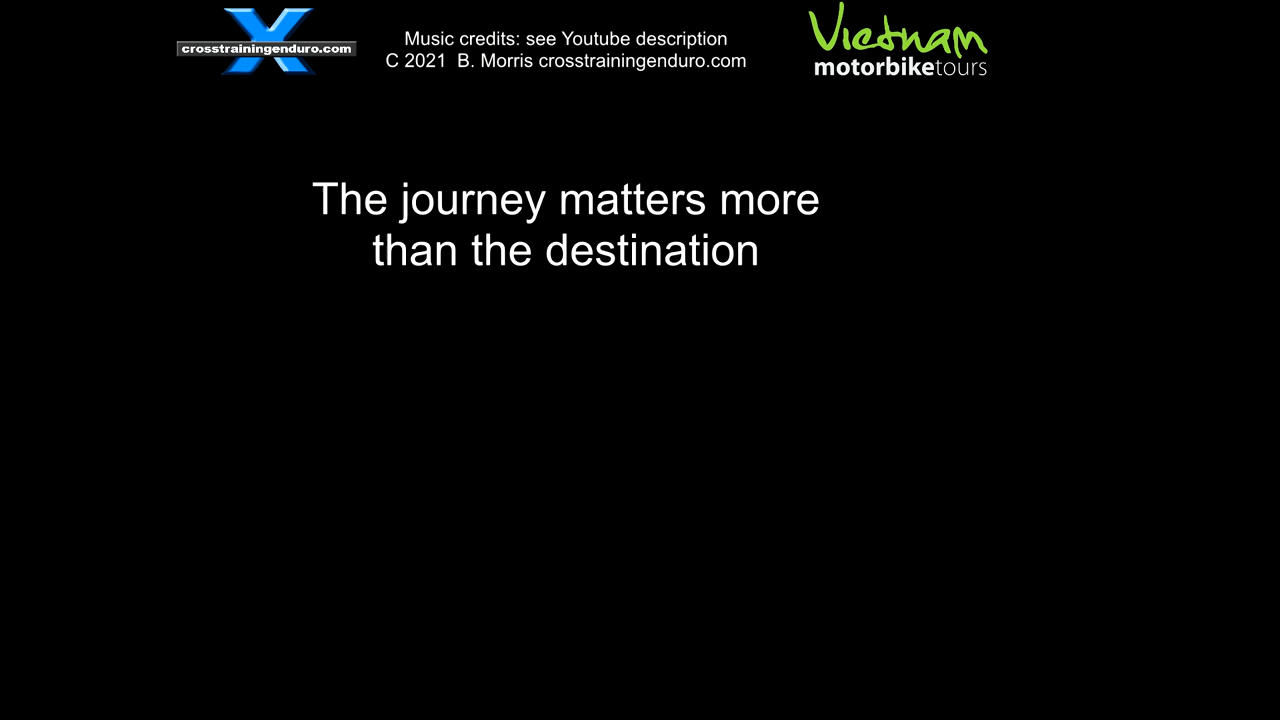 crosstrainingenduro.com
Music credits: see Youtube description
C 2021  B. Morris crosstrainingenduro.com
Vietnam
motorbiketours
The journey matters more
than the destination